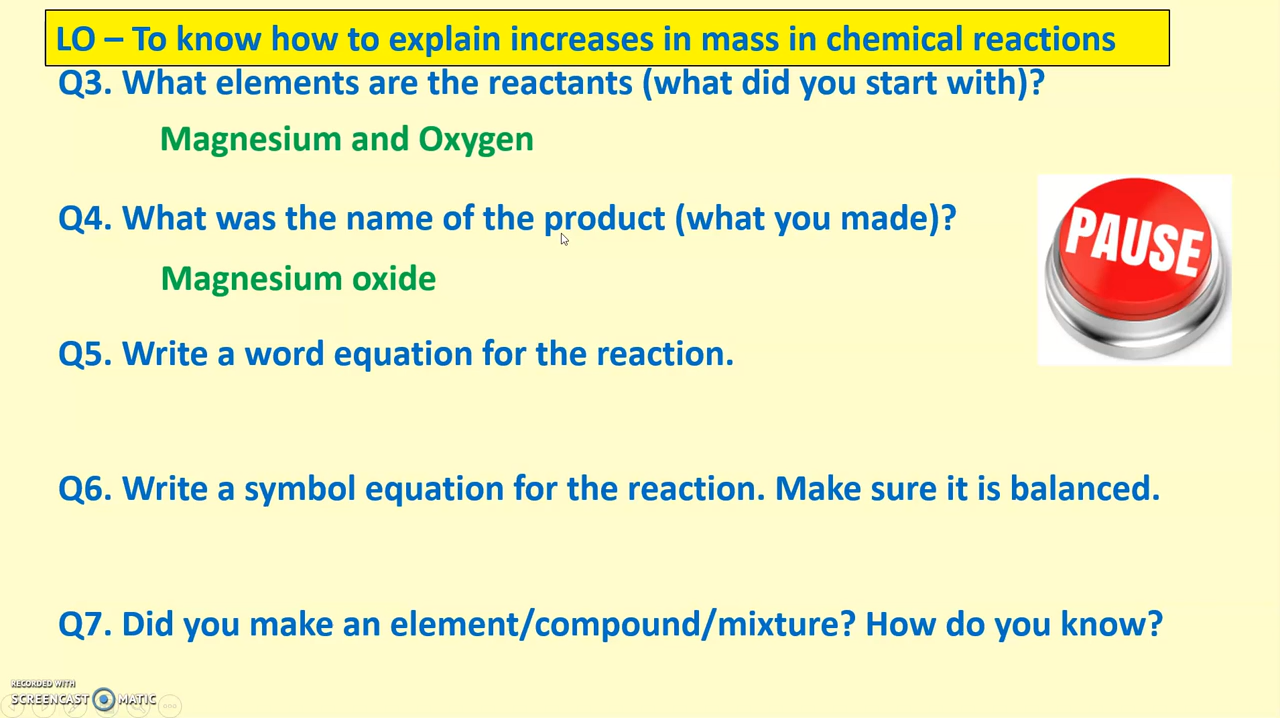 LO – To know how to explain increases in mass in chemical reactions
Q3. What elements are the reactants (what did you start with)?
Magnesium and Oxygen
Q4. What was the name of the product (what you made)?
PAUSE
Magnesium oxide
Q5. Write a word equation for the reaction.
Q6. Write a symbol equation for the reaction. Make sure it is balanced.
Q7. Did you make an element/compound/mixture? How do you know?
RECORDED WITH
SCREENCAST MATIC